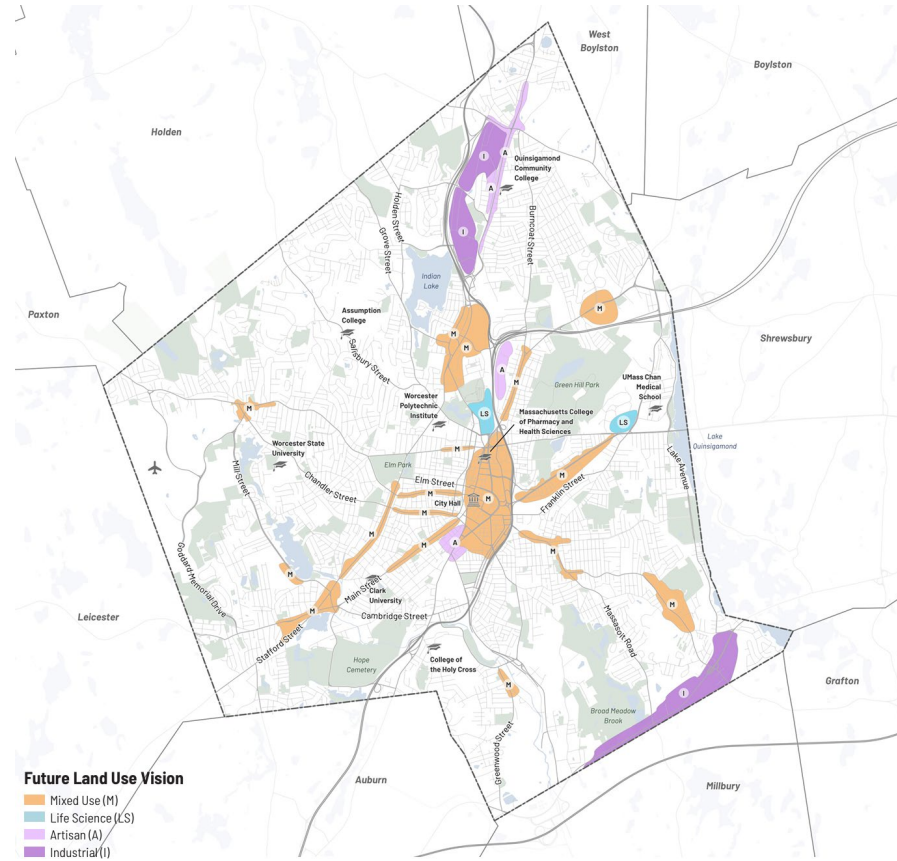 West
Boylston
Boylston
Holden
I
A
Quinsigamond
Community
College
A
Holden Street
Grove Street
Burncoat Street
I
Indian
Lake
Paxton
Assumption
College
M
M
M
Shrewsbury
Salisbury Street
A
M
Green Hill Park
UMass Chan
Medical
School
Worcester
Polytechnic
Institute
LS
Massachusetts College
of Pharmacy and
Health Sciences
LS
M
Worcester State
University
M
Lake
Quinsigamond
Elm Park
Mill Street
Chandler Street
Elm Street
M
City Hall
M
M
Franklin Street
Lake Avenue
M
M
M
A
M
Goddard Memorial Drive
M
Main Street
Clark
University
M
Massasoit Road
M
Leicester
Cambridge Street
Stafford Street
Hope
Cemetery
College of
the Holy Cross
Grafton
M
I
Broad Meadow
Brook
Greenwood Street
Auburn
Millbury
Future Land Use Vision
Mixed Use (M)
Life Science (LS)
Artisan (A)
Industrial (I)